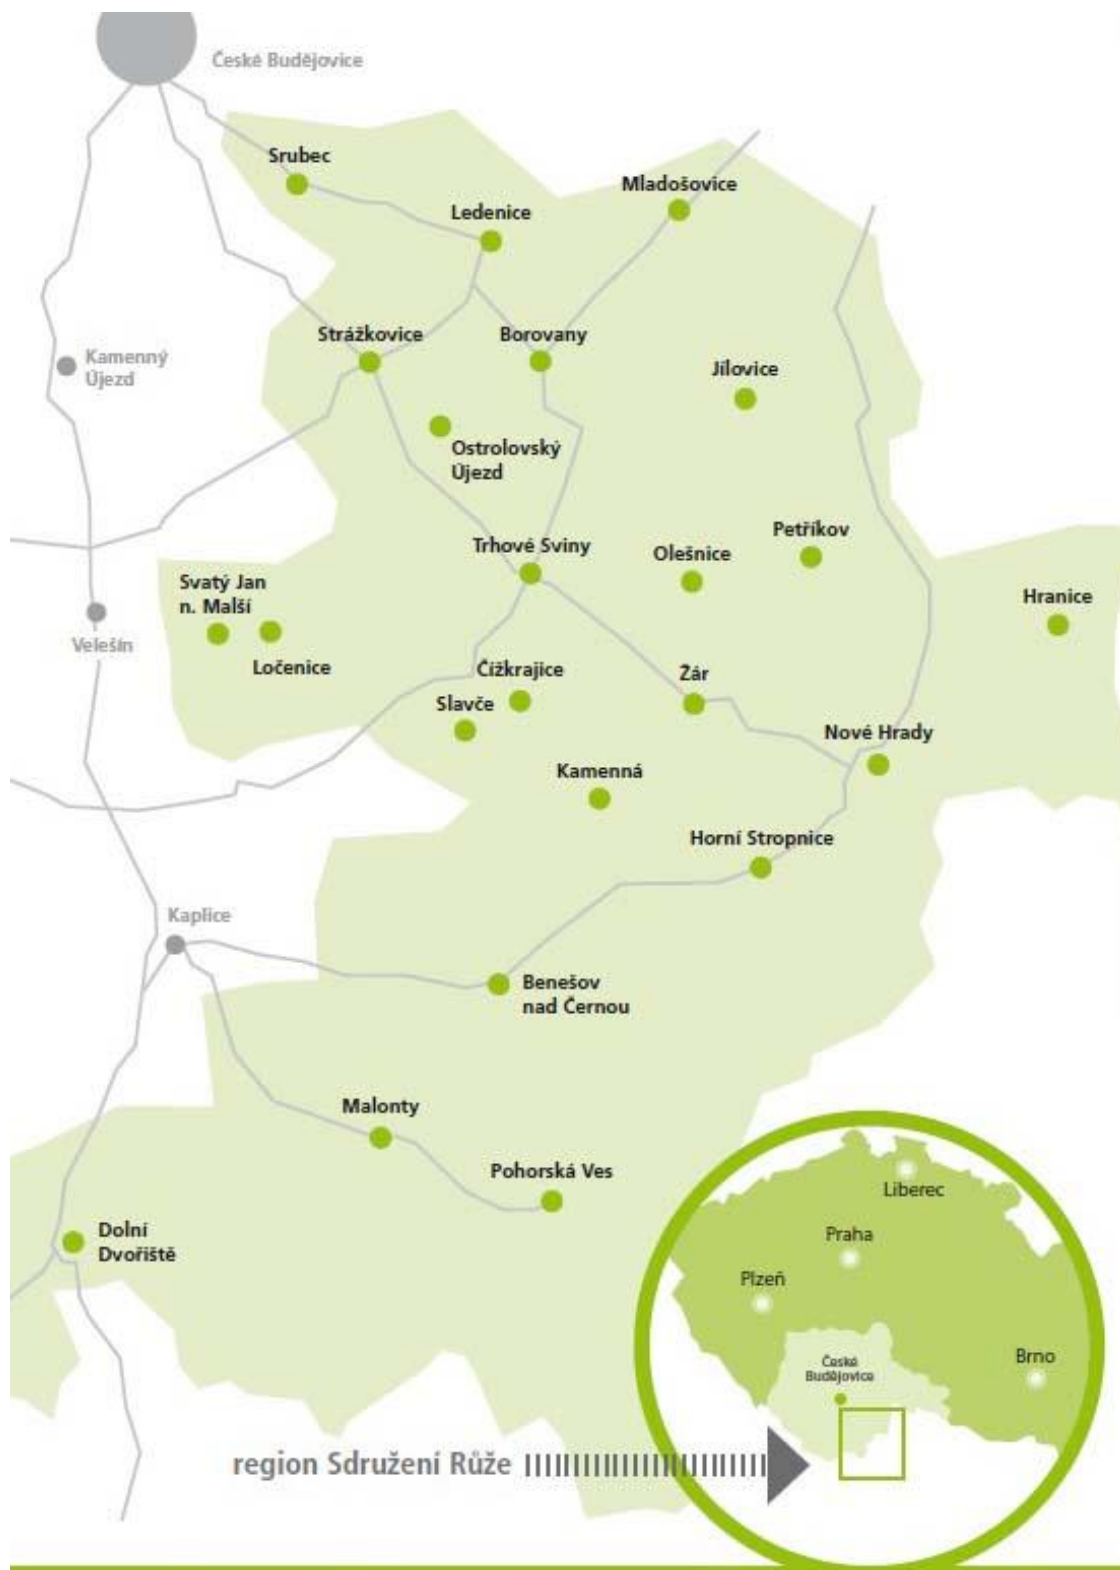 České Budějovice
Srubec
Mladošovice
Ledenice
Strážkovice
Borovany
Kamenný
Újezd
Jílovice
Ostrolovský
Újezd
Petříkov
Trhové Sviny
Olešnice
Svatý Jan
n. Malší
Hranice
Velešín
Ločenice
Čížkrajice
Žár
Slavče
Nové Hrady
Kamenná
Horní Stropnice
Kaplice
Benešov
nad Černou
Malonty
Pohorská Ves
Dolní
Dvořiště
Liberec
Praha
Plzeň
Brno
České
Budějovice
region Sdružení Růže